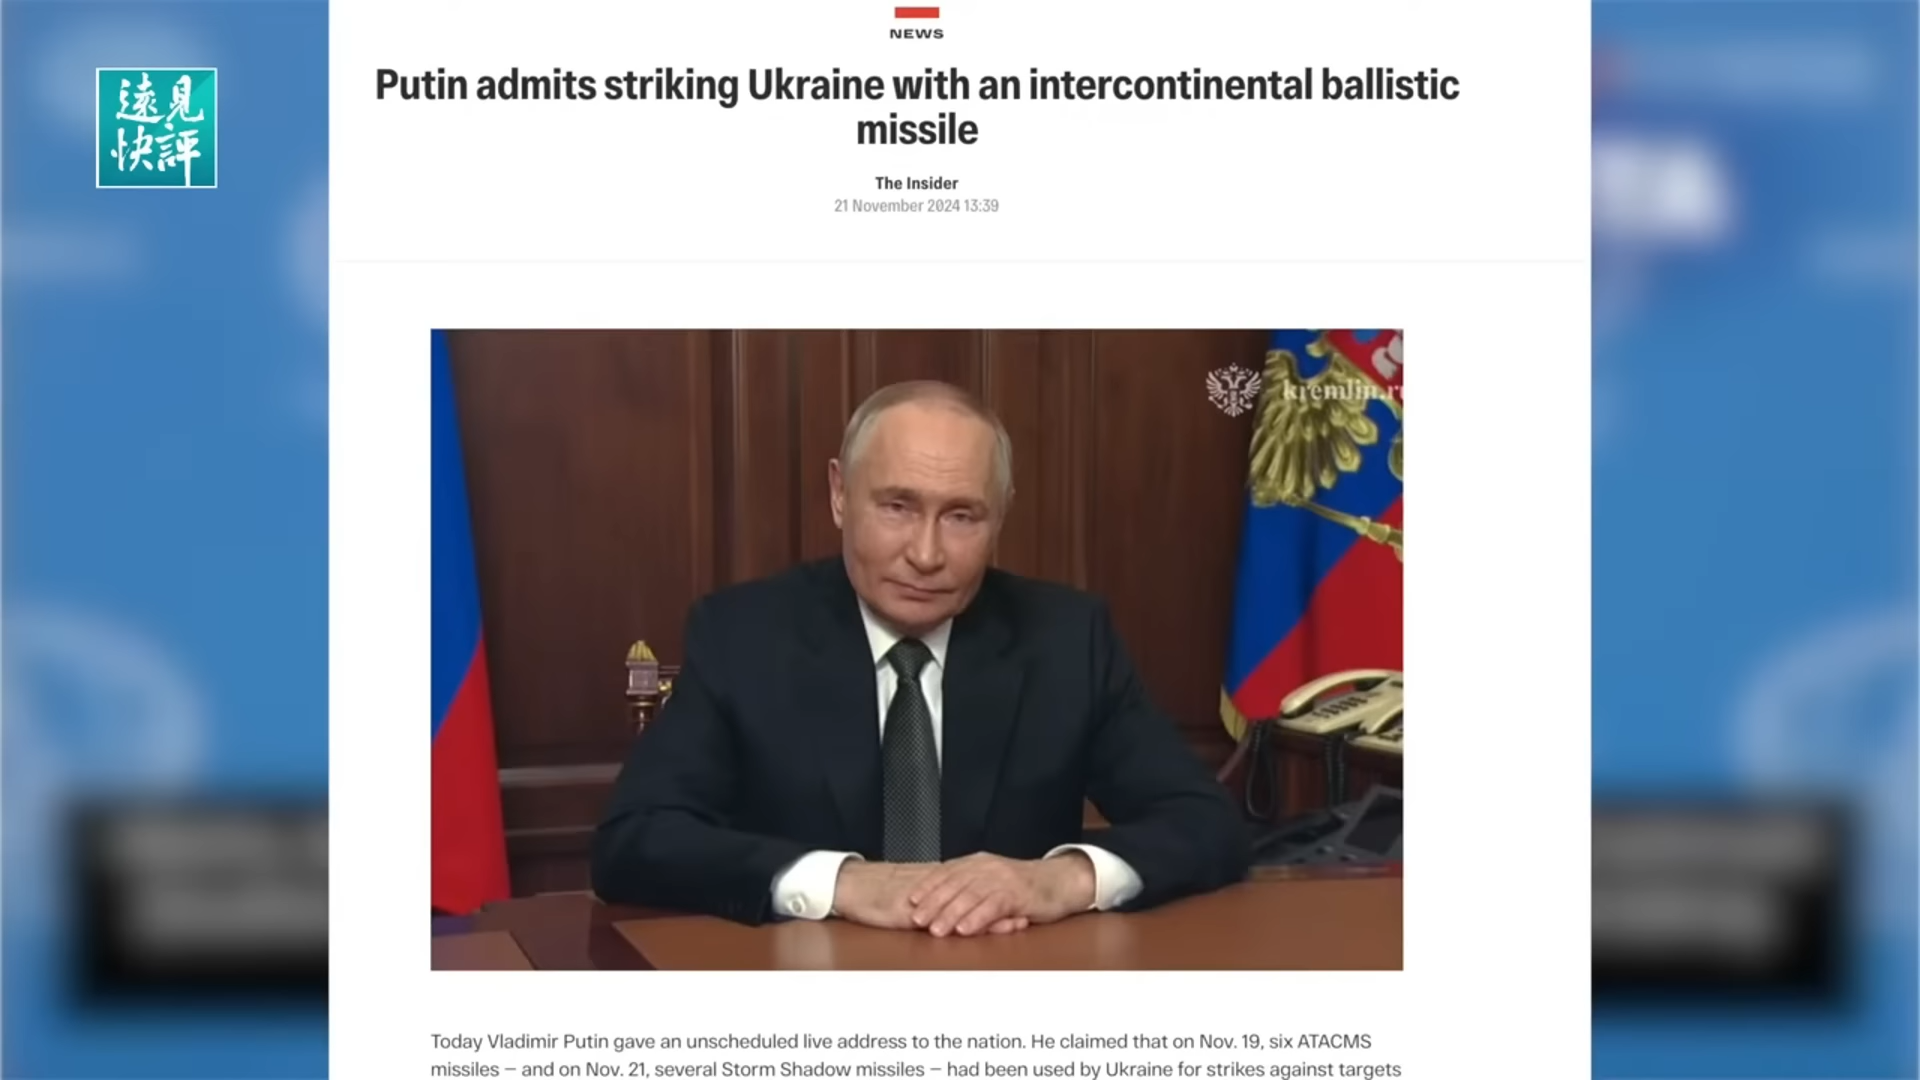 遠見
快評
NEWS
Putin admits striking Ukraine with an intercontinental ballistic
missile
The Insider
21 November 2024 13:39
kremlin.ru
Today Vladimir Putin gave an unscheduled live address to the nation. He claimed that on Nov. 19, six ATACMS
missiles – and on Nov. 21, several Storm Shadow missiles – had been used by Ukraine for strikes against targets